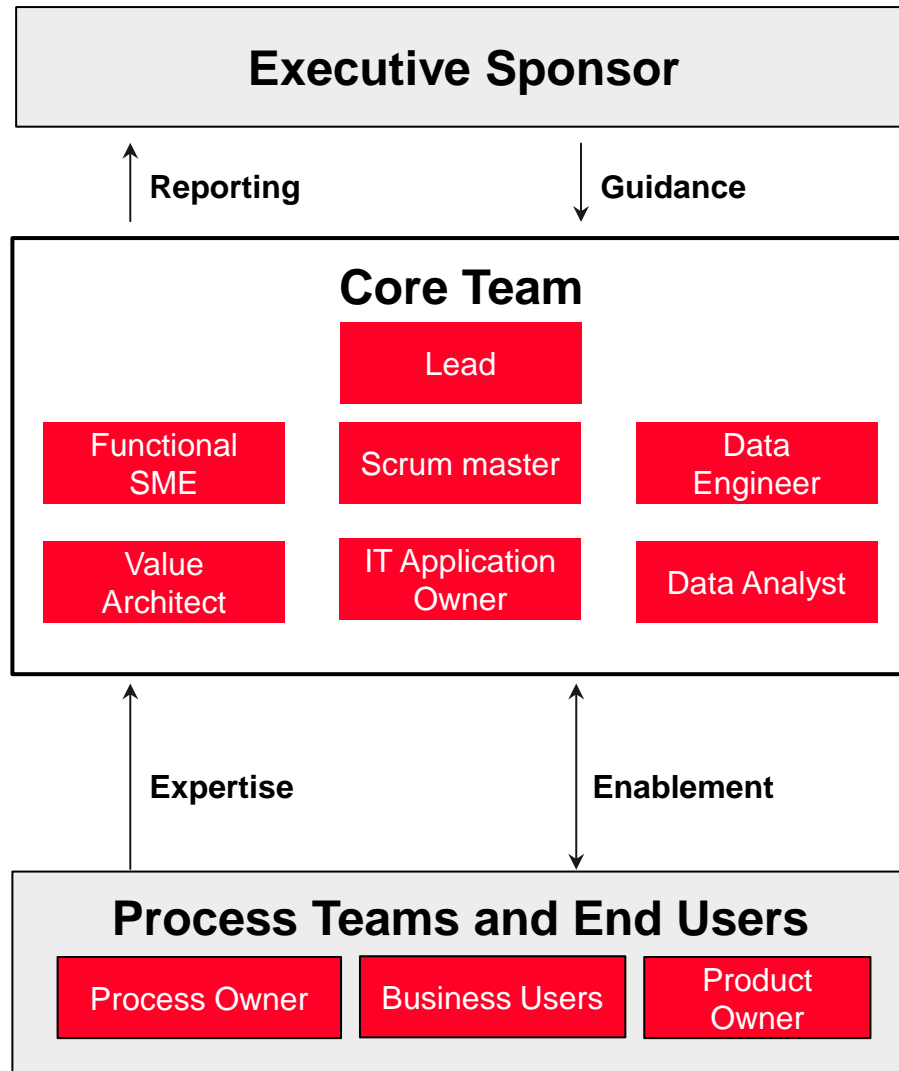 Executive Sponsor
Reporting
Guidance
Core Team
Lead
Functional
SME
Scrum master
Data
Engineer
Value
Architect
IT Application
Owner
Data Analyst
Expertise
Enablement
Process Teams and End Users
Process Owner
Business Users
Product
Owner